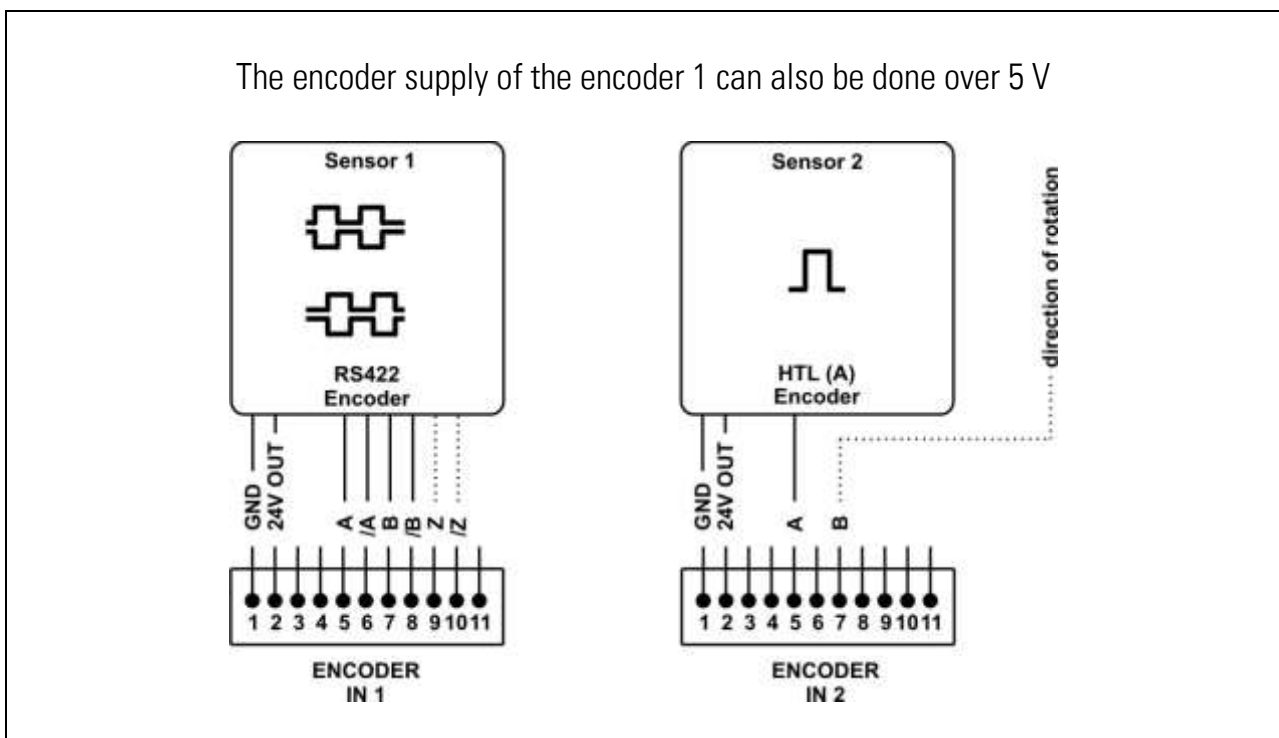 The encoder supply of the encoder 1 can also be done over 5 V
Sensor 1
RS422
Encoder
GND
24V OUT
A
/A
B
/B
Z
/Z
1 2 3 4 5 6 7 8 9 10 11
ENCODER
IN 1
Sensor 2
HTL (A)
Encoder
direction of rotation
GND
24V OUT
A
B
1 2 3 4 5 6 7 8 9 10 11
ENCODER
IN 2